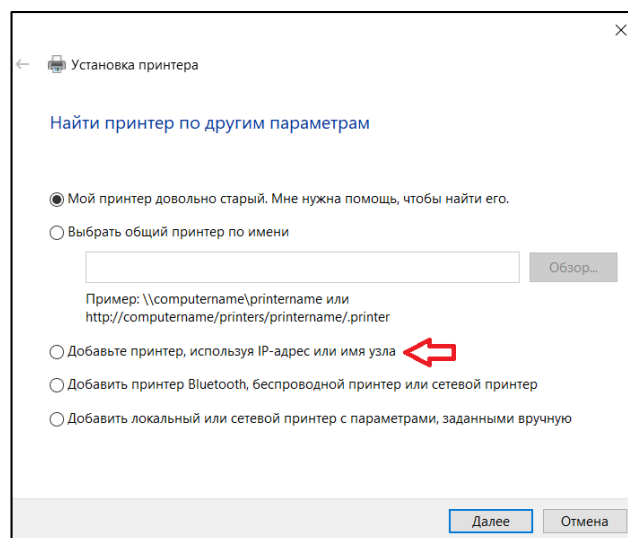 Установка принтера
Найти принтер по другим параметрам
Мой принтер довольно старый. Мне нужна помощь, чтобы найти его.
Выбрать общий принтер по имени
Обзор...
Пример: \\computername\printername или
http://computername/printers/printername/.printer
Добавьте принтер, используя IP-адрес или имя узла
Добавить принтер Bluetooth, беспроводной принтер или сетевой принтер
Добавить локальный или сетевой принтер с параметрами, заданными вручную
Далее Отмена